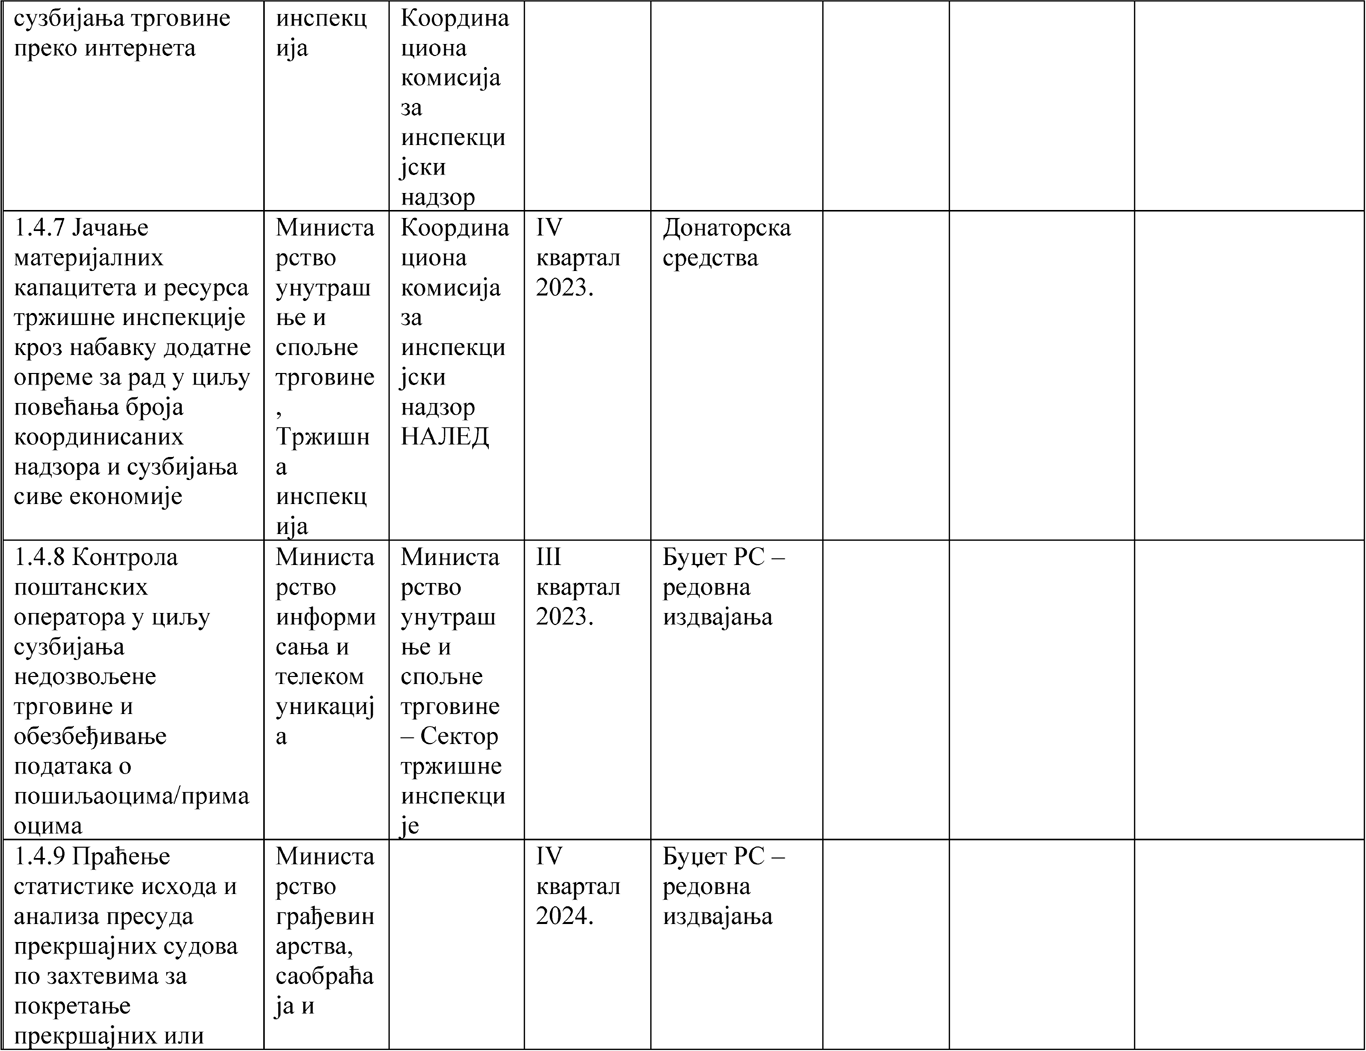 сузбијања трговине
преко интернета
инспекц
ија
Координа
циона
комисија
за
инспекци
јски
надзор
1.4.7 Јачање
материјалних
капацитета и ресурса
тржишне инспекције
кроз набавку додатне
опреме за рад у циљу
повећања броја
координисаних
надзора и сузбијања
сиве економије
Министа
рство
унутраш
ње и
спољне
трговине
,
Тржишн
а
инспекц
ија
Координа
циона
комисија
за
инспекци
јски
надзор
НАЛЕД
IV
квартал
2023.
Донаторска
средства
1.4.8 Контрола
поштанских
оператора у циљу
сузбијања
недозвољене
трговине и
обезбеђивање
података о
пошиљаоцима/прима
оцима
Министа
рство
информи
сања и
телеком
уникациј
а
Министа
рство
унутраш
ње и
спољне
трговине
– Сектор
тржишне
инспекци
је
III
квартал
2023.
Буџет РС –
редовна
издвајања
1.4.9 Праћење
статистике исхода и
анализа пресуда
прекршајних судова
по захтевима за
покретање
прекршајних или
Министа
рство
грађевин
арства,
саобраћа
ја и
IV
квартал
2024.
Буџет РС –
редовна
издвајања